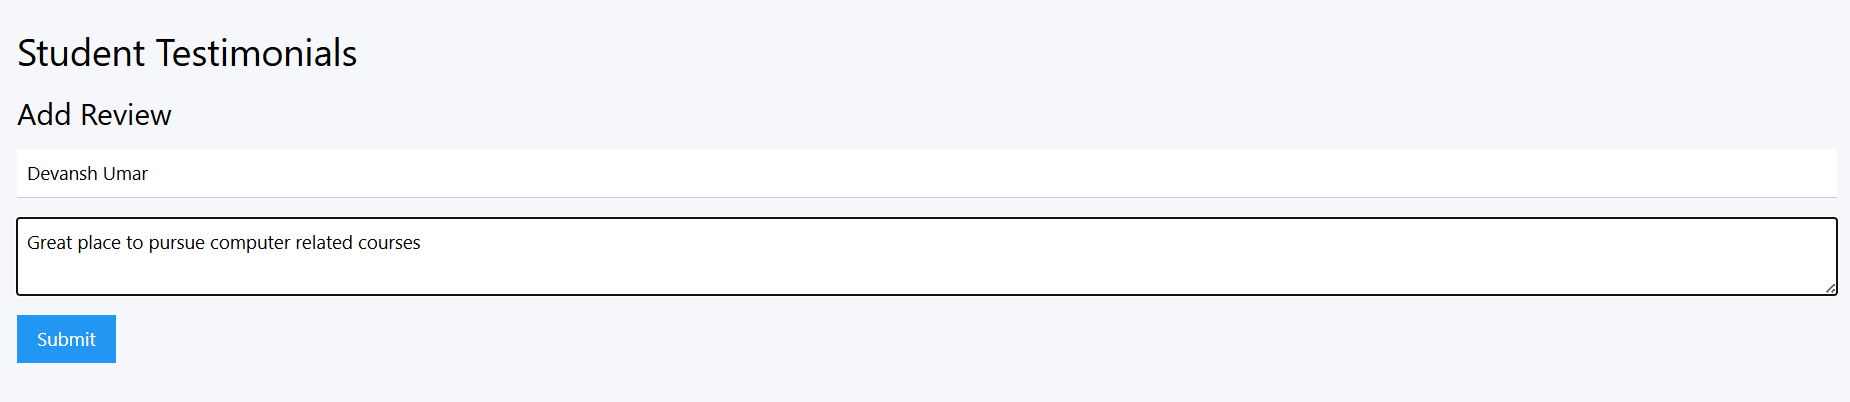 Student Testimonials
Add Review
Devansh Umar
Great place to pursue computer related courses
Submit